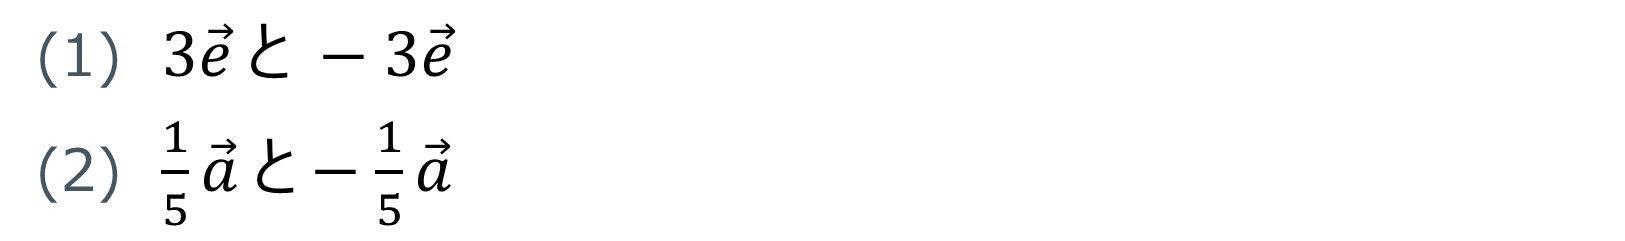 (1) 3e⃗ と − 3e⃗
(2) 1/5 a⃗ と − 1/5 a⃗